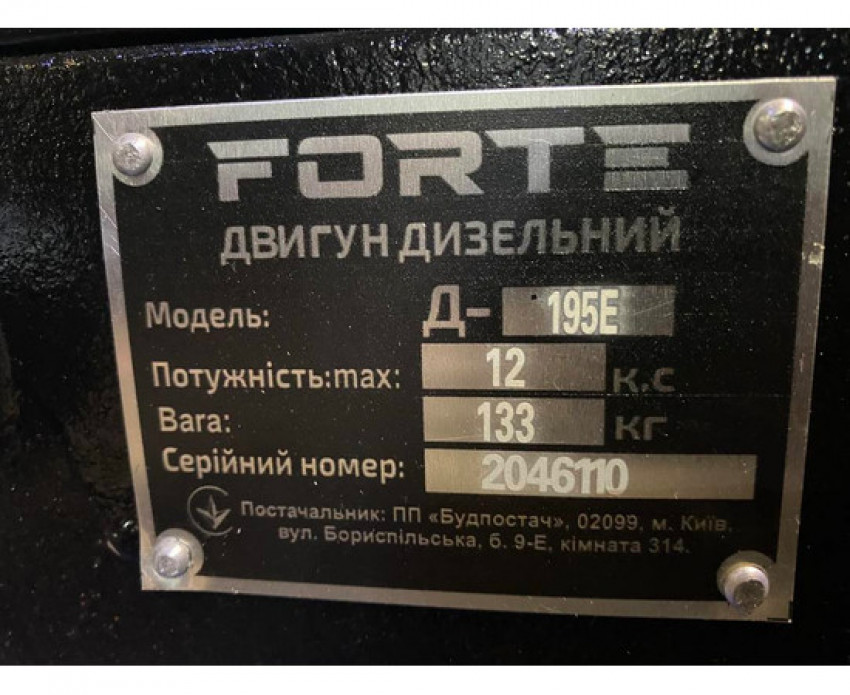 FORTE
ДВИГУН ДИЗЕЛЬНИЙ
Модель: Д- 195E
Потужність:max: 12 к.с
Вага: 133 кг
Серійний номер: 2046110
Постачальник: ПП «Будпостач», 02099, м. Київ,
вул. Бориспільська, б. 9-Е, кімната 314.